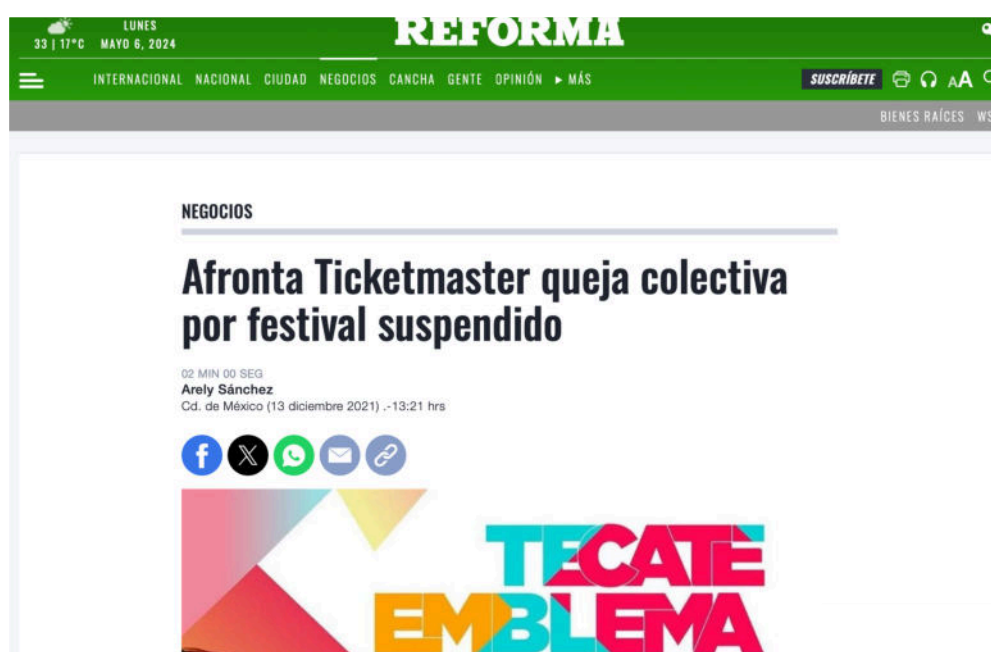 LUNES
33 | 17°C MAYO 6, 2024
REFORMA
INTERNACIONAL NACIONAL CIUDAD NEGOCIOS CANCHA GENTE OPINIÓN ► MÁS
SUSCRÍBETE AA
BIENES RAÍCES WS
NEGOCIOS
Afronta Ticketmaster queja colectiva
por festival suspendido
02 MIN 00 SEG
Arely Sánchez
Cd. de México (13 diciembre 2021) .-13:21 hrs
TECATE
EMBLEMA